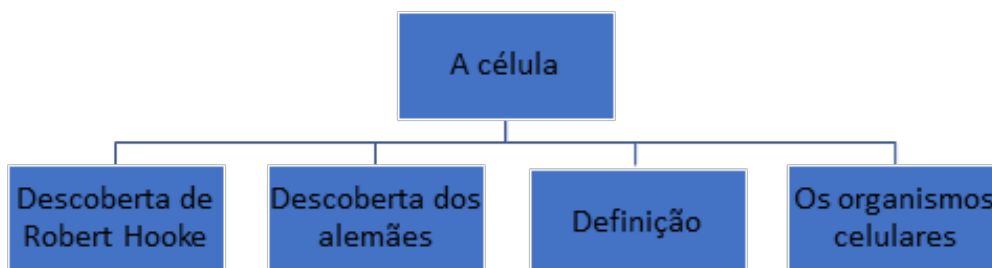 A célula
Descoberta de
Robert Hooke
Descoberta dos
alemães
Definição
Os organismos
celulares